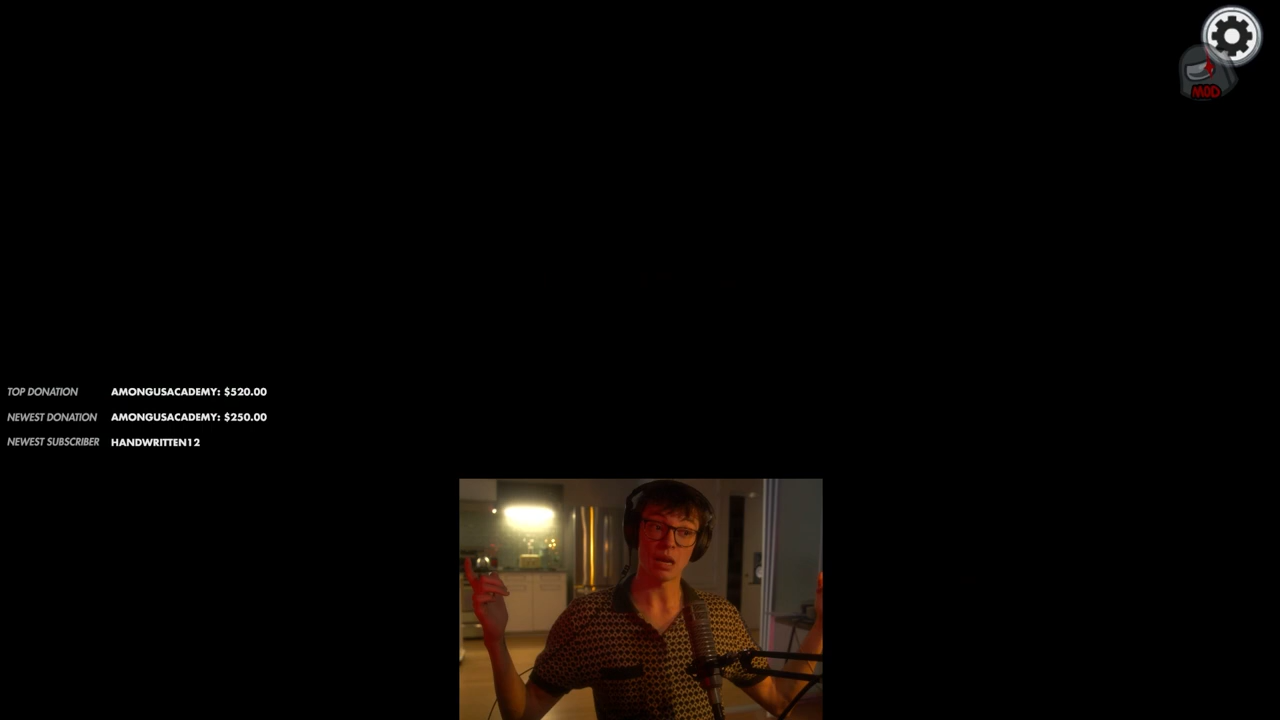 MOD
TOP DONATION AMONGUSACADEMY: $520.00
NEWEST DONATION AMONGUSACADEMY: $250.00
NEWEST SUBSCRIBER HANDWRITTEN12